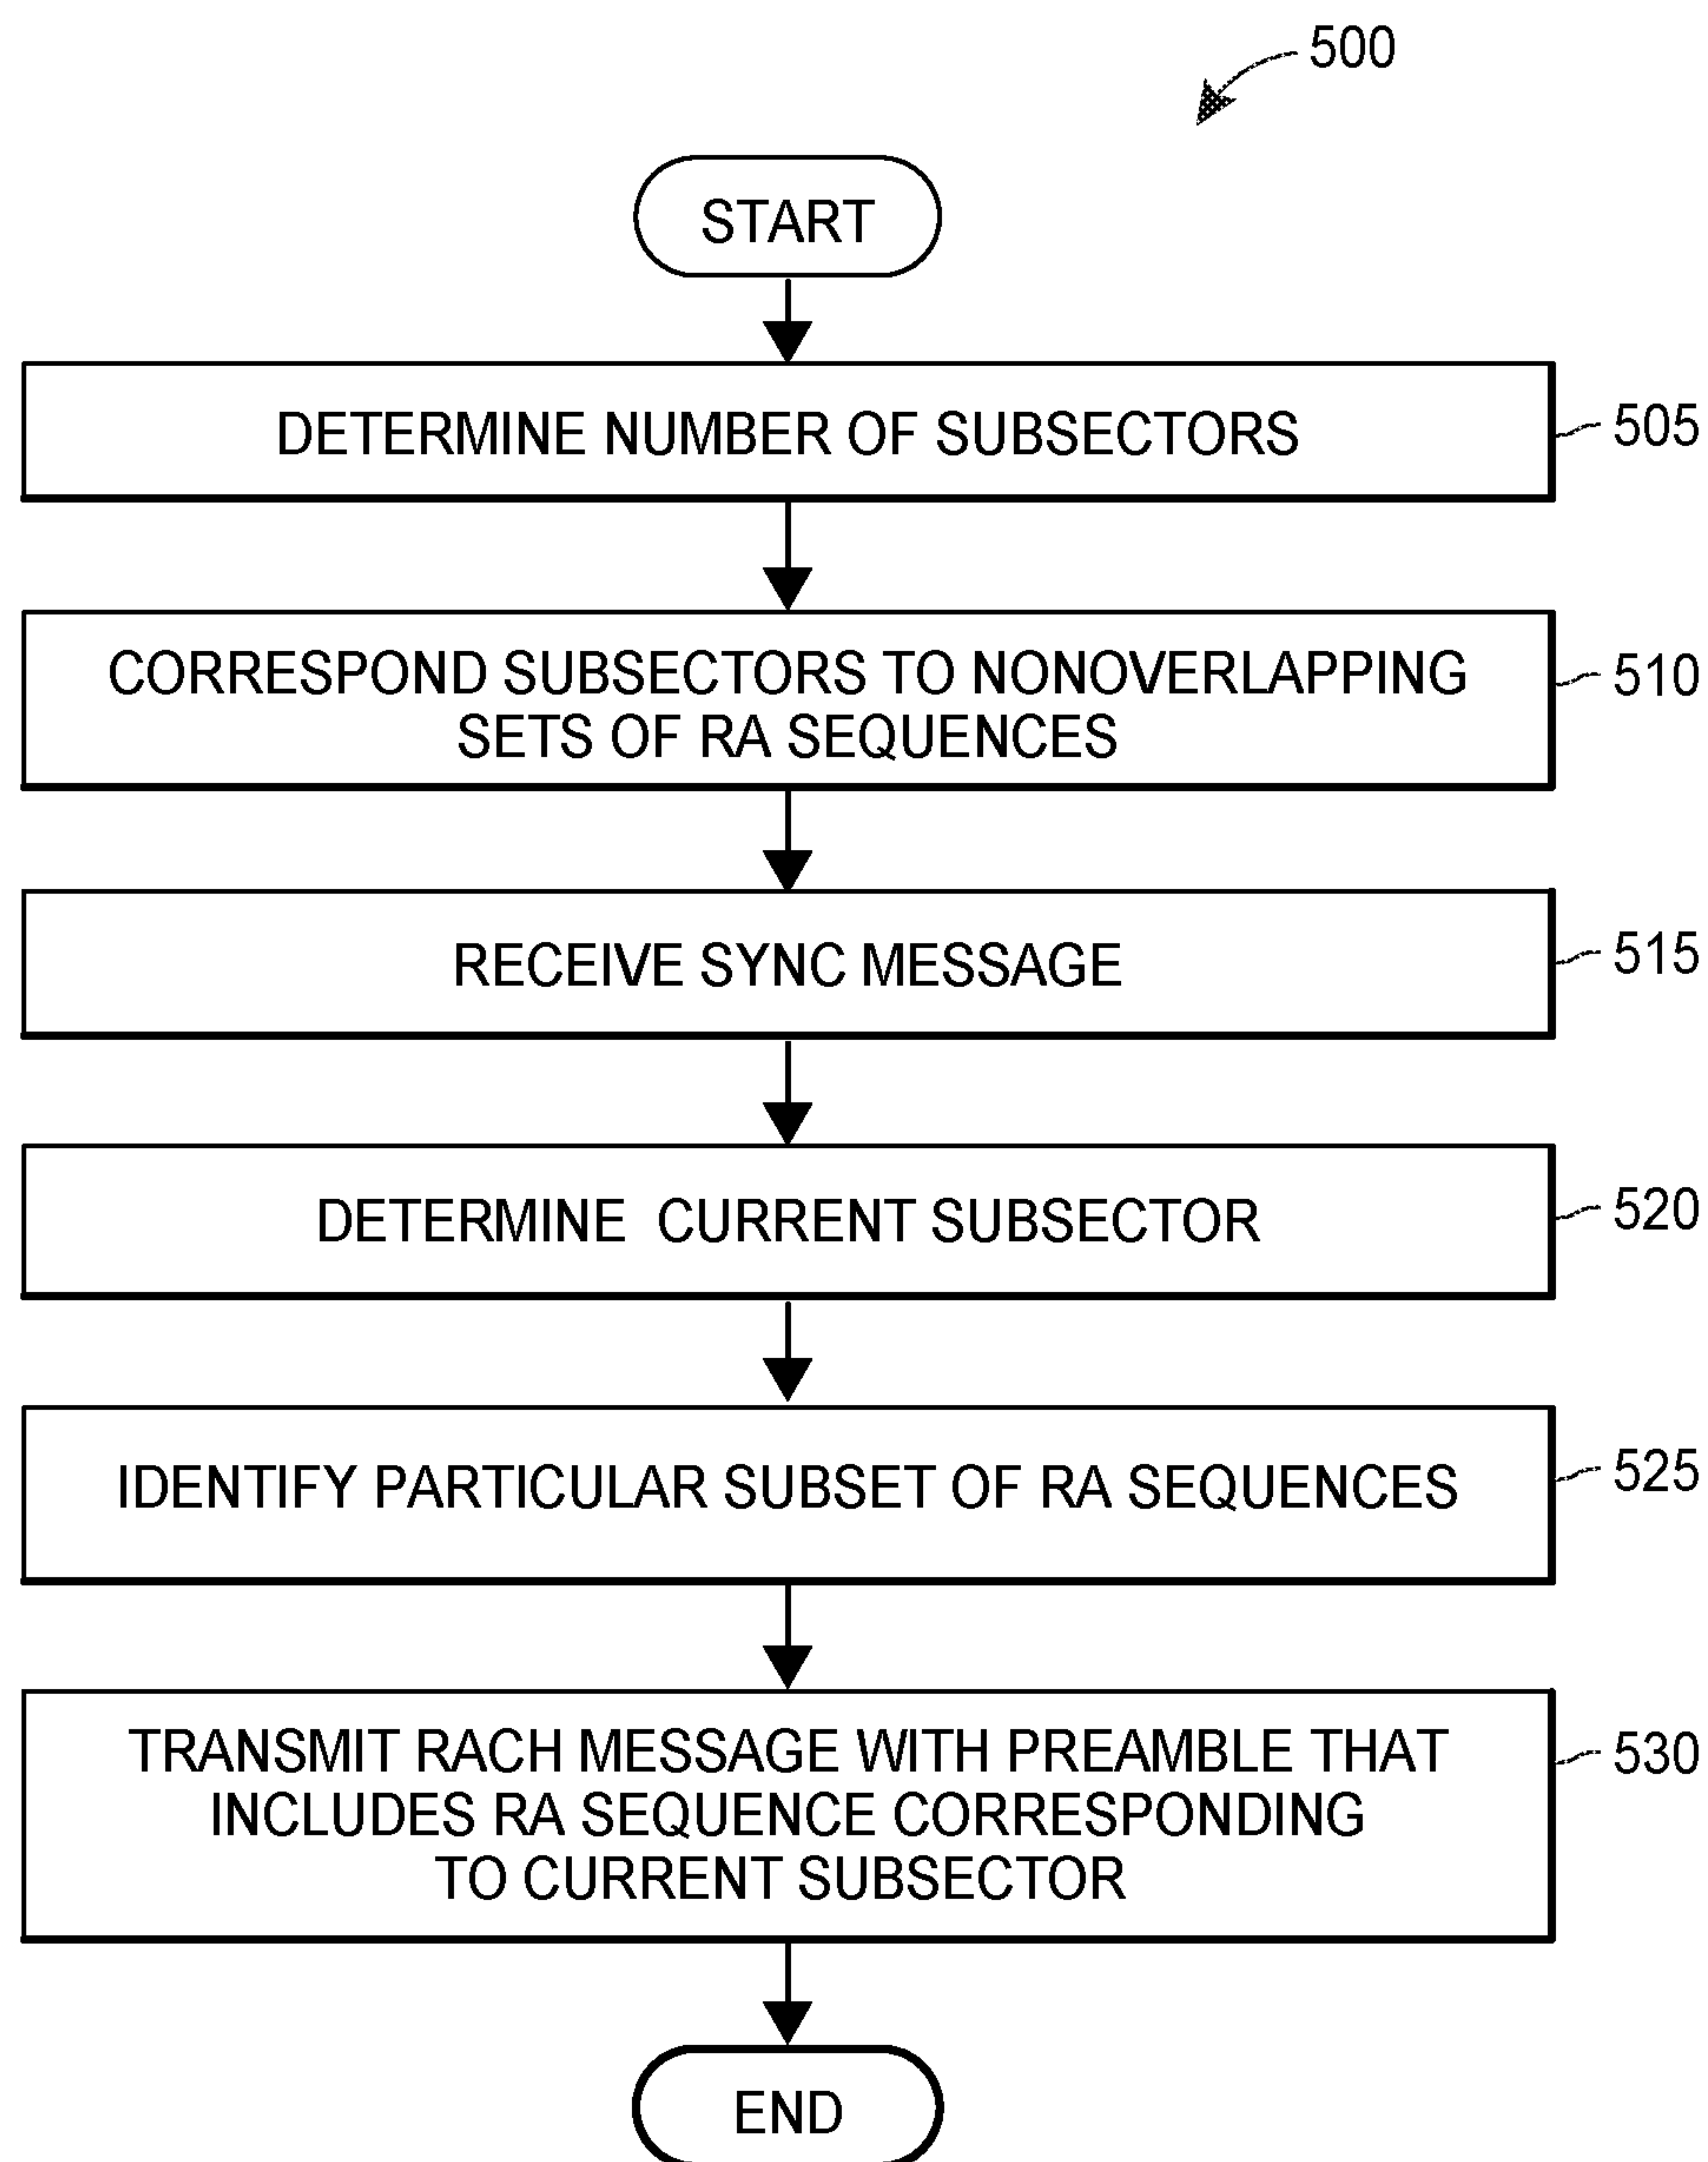 500
START
DETERMINE NUMBER OF SUBSECTORS
505
CORRESPOND SUBSECTORS TO NONOVERLAPPING
SETS OF RA SEQUENCES
510
RECEIVE SYNC MESSAGE
515
DETERMINE CURRENT SUBSECTOR
520
IDENTIFY PARTICULAR SUBSET OF RA SEQUENCES
525
TRANSMIT RACH MESSAGE WITH PREAMBLE THAT
INCLUDES RA SEQUENCE CORRESPONDING
TO CURRENT SUBSECTOR
530
END